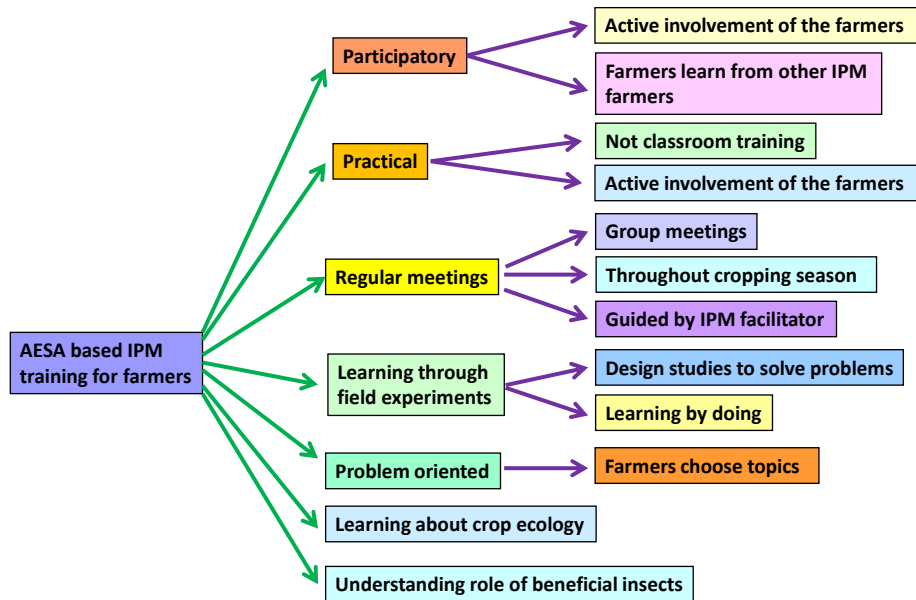 AESA based IPM
training for farmers
Participatory
Active involvement of the farmers
Farmers learn from other IPM
farmers
Practical
Not classroom training
Active involvement of the farmers
Regular meetings
Group meetings
Throughout cropping season
Guided by IPM facilitator
Learning through
field experiments
Design studies to solve problems
Learning by doing
Problem oriented
Farmers choose topics
Learning about crop ecology
Understanding role of beneficial insects